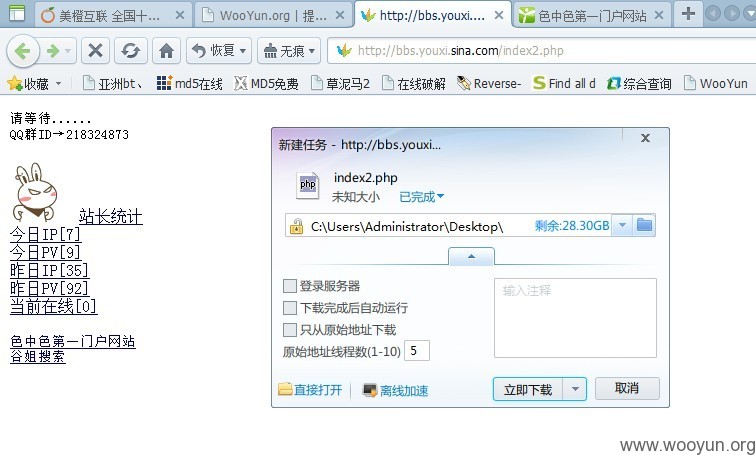 美橙互联 全国十...
WooYun.org | 提...
http://bbs.youxi....
色中色第一门户网站
恢复
无痕
http://bbs.youxi.sina.com/index2.php
收藏
亚洲bt、
md5在线
MD5免费
草泥马2
在线破解
Reverse-
Find all d
综合查询
WooYun
请等待......
QQ群ID→218324873
站长统计
今日IP[7]
今日PV[9]
昨日IP[35]
昨日PV[92]
当前在线[0]
色中色第一门户网站
谷姐搜索
新建任务 - http://bbs.youxi...
php
index2.php
未知大小 已完成
C:\Users\Administrator\Desktop\ 剩余:28.30GB
登录服务器
下载完成后自动运行
只从原始地址下载
原始地址线程数(1-10) 5
输入注释
直接打开
离线加速
立即下载
取消
www.wooyun.org